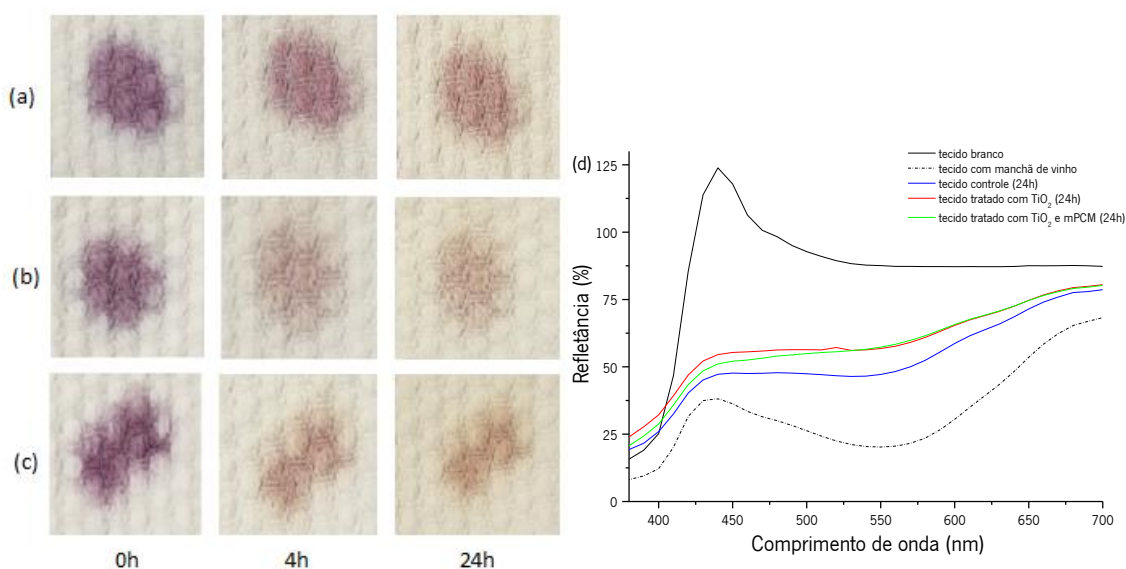 (a)
(b)
(c)
0h
4h
24h
(d)
tecido branco
tecido com manchã de vinho
tecido controle (24h)
tecido tratado com TiO₂ (24h)
tecido tratado com TiO₂ e mPCM (24h)
Refletância (%)
125
100
75
50
25
0
400 450 500 550 600 650 700
Comprimento de onda (nm)